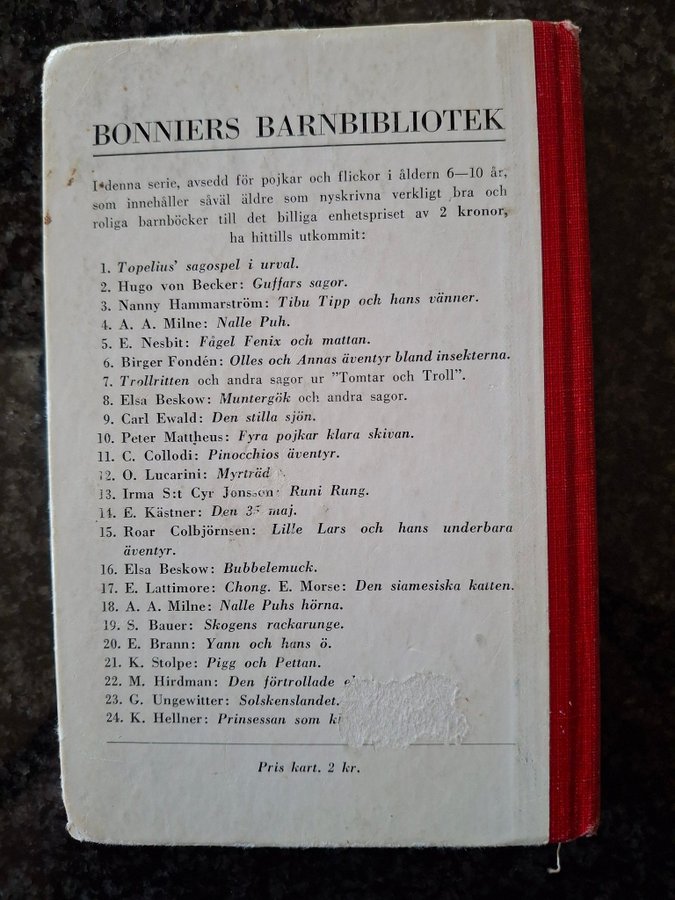 BONNIERS BARNBIBLIOTEK
I denna serie, avsedd för pojkar och flickor i åldern 6—10 år,
som innehåller såväl äldre som nyskrivna verkligt bra och
roliga barnböcker till det billiga enhetspriset av 2 kronor,
ha hittills utkommit:
1. Topelius' sagospel i urval.
2. Hugo von Becker: Guffars sagor.
3. Nanny Hammarström: Tibu Tipp och hans vänner.
4. A. A. Milne: Nalle Puh.
5. E. Nesbit: Fågel Fenix och mattan.
6. Birger Fondén: Olles och Annas äventyr bland insekterna.
7. Trollritten och andra sagor ur ”Tomtar och Troll”.
8. Elsa Beskow: Muntergök och andra sagor.
9. Carl Ewald: Den stilla sjön.
10. Peter Mattheus: Fyra pojkar klara skivan.
11. C. Collodi: Pinocchios äventyr.
12. O. Lucarini:
13. Irma S:t Cyr Jonsson: Runi Rung.
14. E. Kästner: Den 35 maj.
15. Roar Colbjörnsen: Lille Lars och hans underbara
äventyr.
16. Elsa Beskow: Bubbelemuck.
17. E. Lattimore: Chong. E. Morse: Den siamesiska katten.
18. A. A. Milne: Nalle Puhs hörna.
19. S. Bauer: Skogens rackarunge.
20. E. Brann: Yann och hans ö.
21. K. Stolpe: Pigg och Pettan.
22. M. Hirdman: Den förtrollade
23. G. Ungewitter: Solskenslandet.
24. K. Hellner: Prinsessan som
Pris kart. 2 kr.